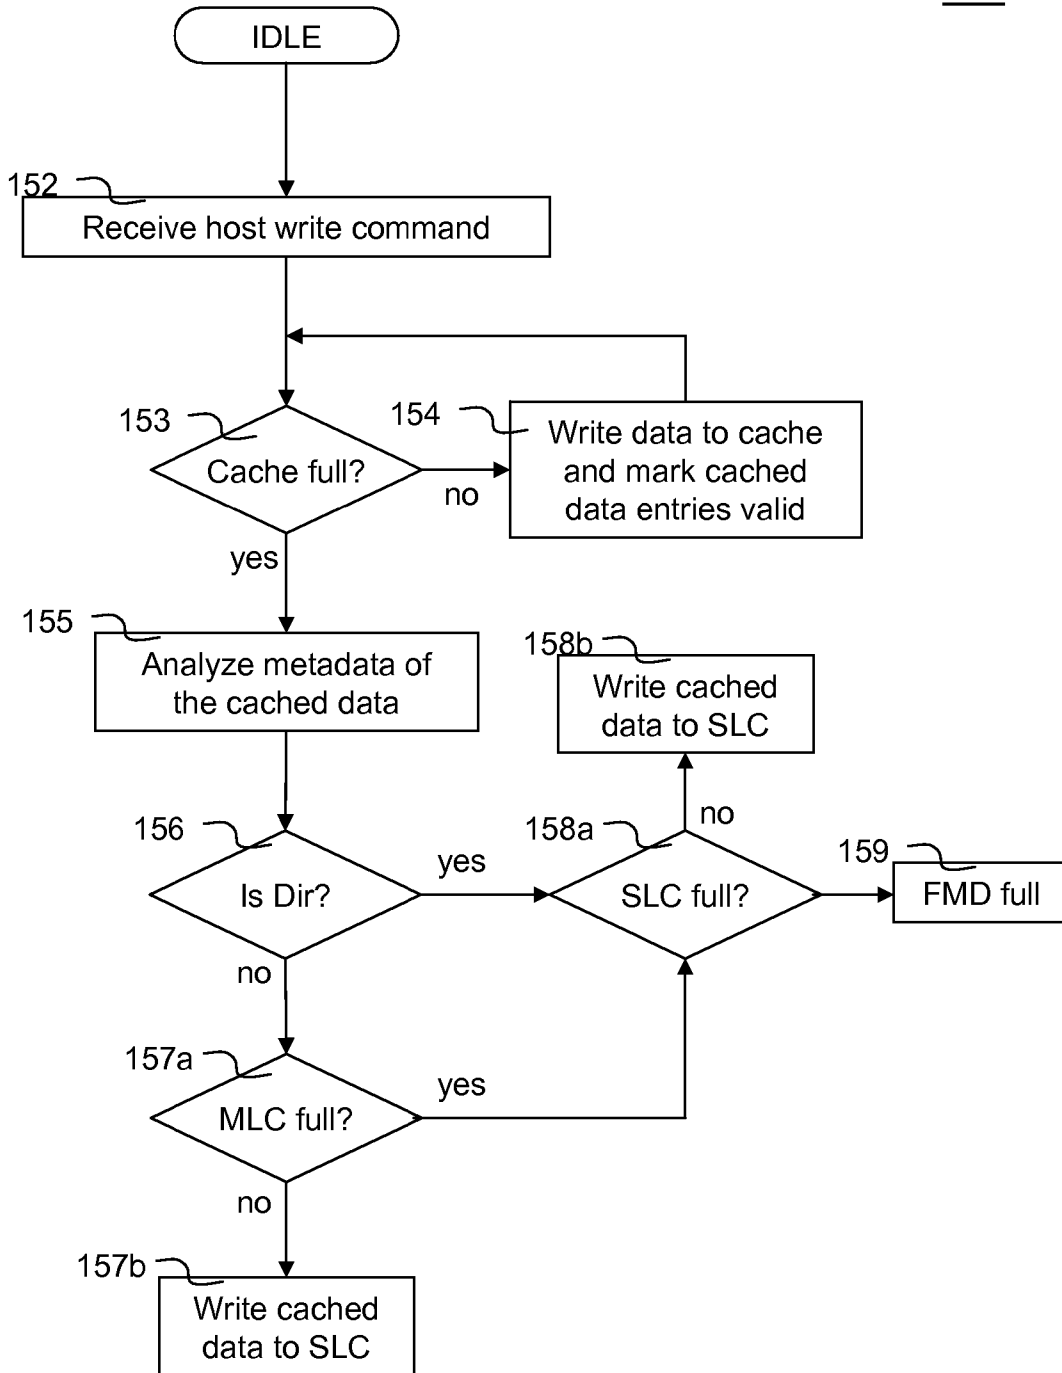 IDLE
152
Receive host write command
153
Cache full?
no
154
Write data to cache
and mark cached
data entries valid
yes
155
Analyze metadata of
the cached data
158b
Write cached
data to SLC
156
Is Dir?
yes
158a
SLC full?
no
159
FMD full
no
157a
MLC full?
yes
no
157b
Write cached
data to SLC